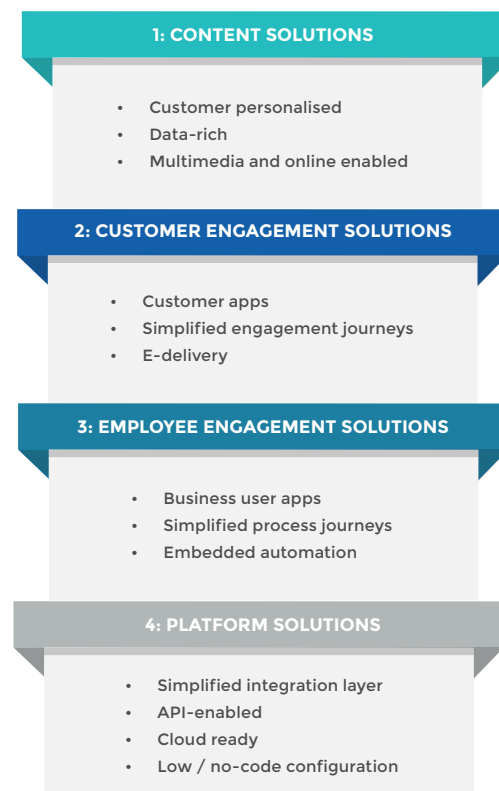 1: CONTENT SOLUTIONS
• Customer personalised
• Data-rich
• Multimedia and online enabled
2: CUSTOMER ENGAGEMENT SOLUTIONS
• Customer apps
• Simplified engagement journeys
• E-delivery
3: EMPLOYEE ENGAGEMENT SOLUTIONS
• Business user apps
• Simplified process journeys
• Embedded automation
4: PLATFORM SOLUTIONS
• Simplified integration layer
• API-enabled
• Cloud ready
• Low / no-code configuration